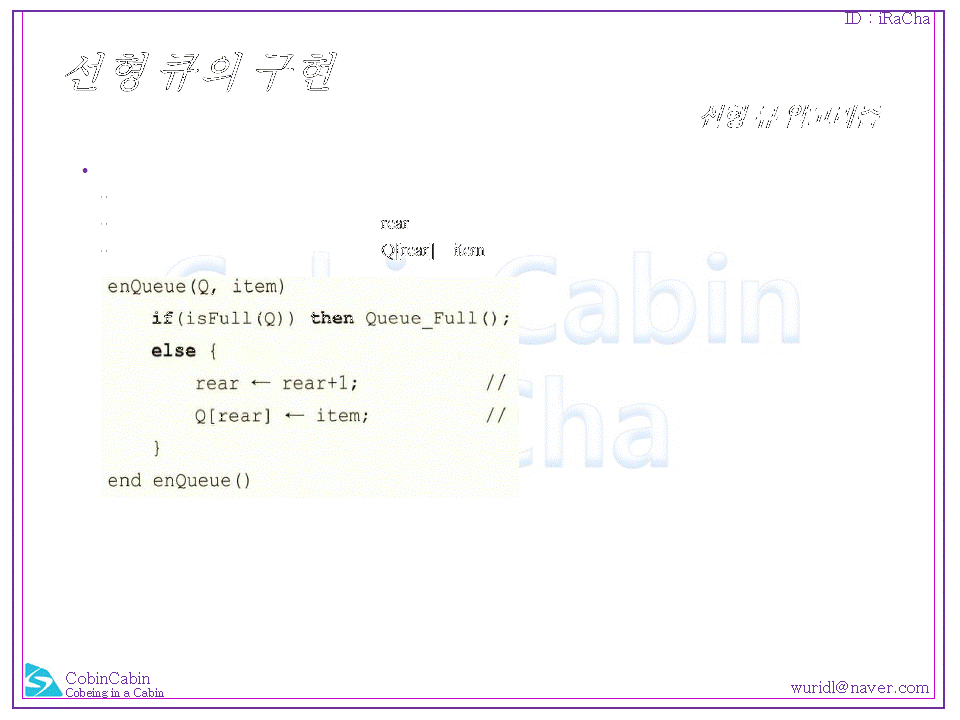 ID : iRaCha
선형 큐의 구현
선형 큐 알고리즘
•
rear
Q[rear] item
CobinCabin
iRaCha
enQueue(Q, item)
if(isFull(Q)) then Queue_Full();
else {
rear ← rear+1; //
Q[rear] ← item; //
}
end enQueue()
CobinCabin
Cobeing in a Cabin
wuridl@naver.com